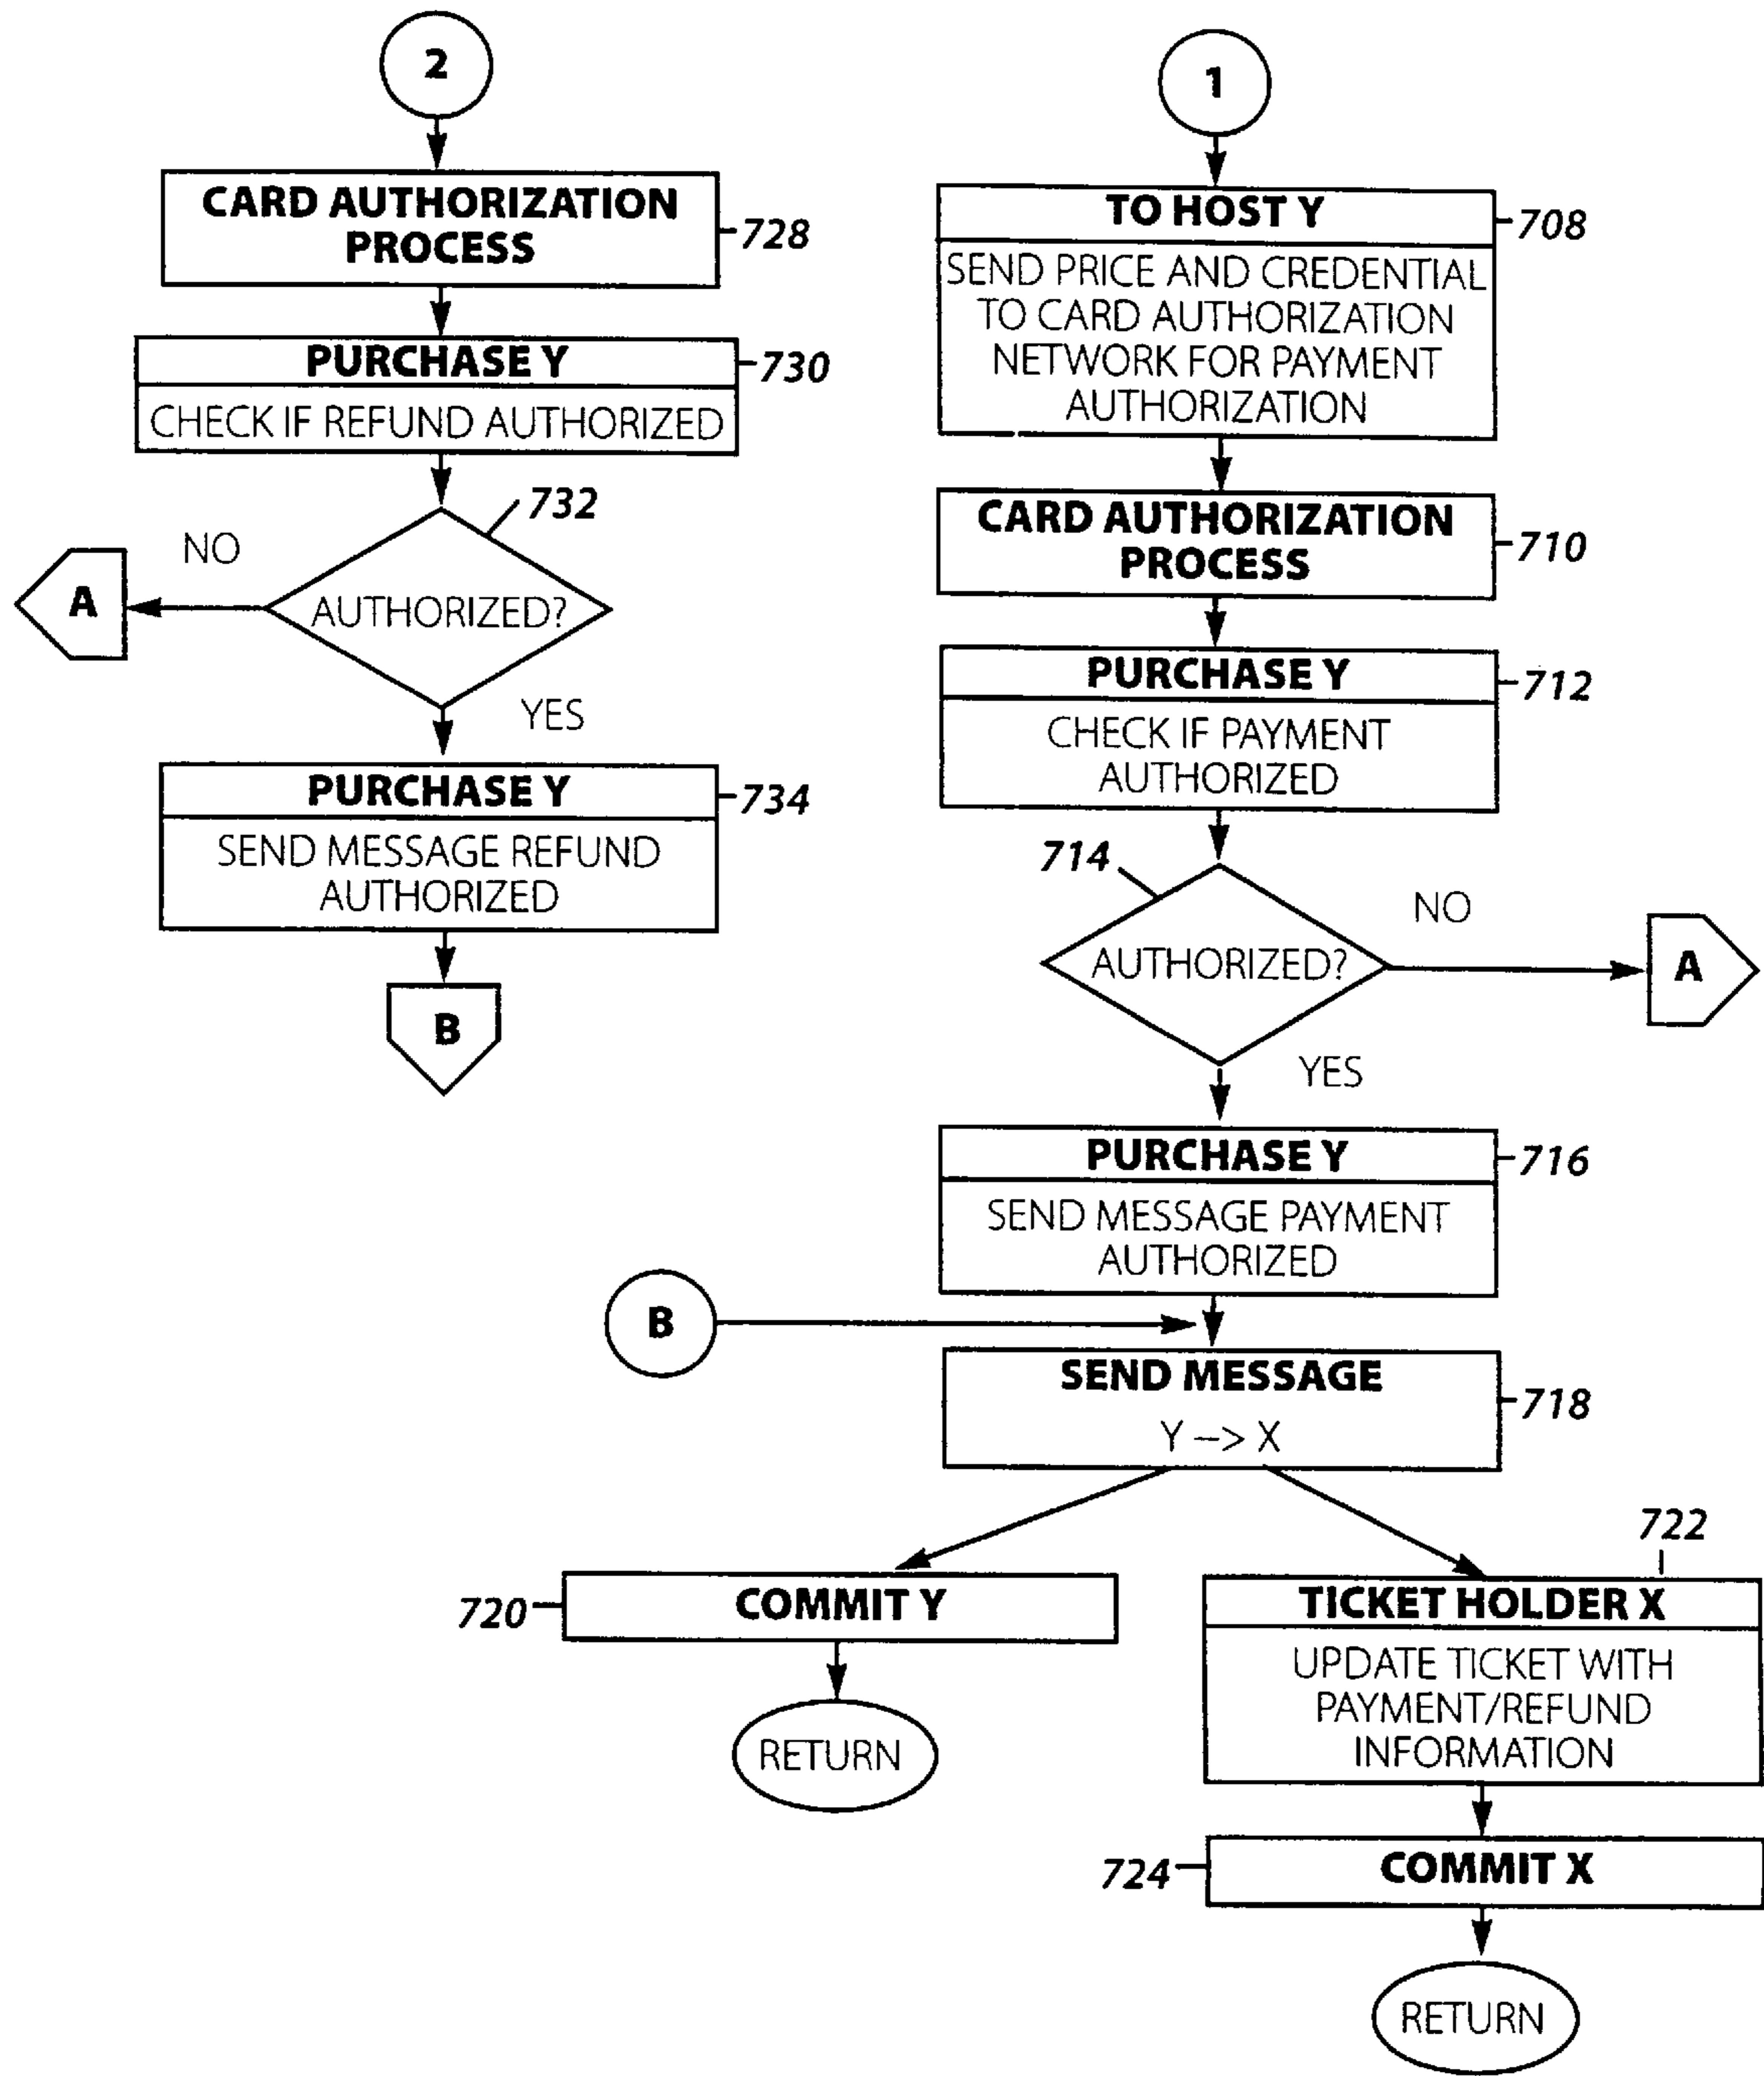 2
CARD AUTHORIZATION
PROCESS
728
PURCHASE Y
730
CHECK IF REFUND AUTHORIZED
732
NO
A
AUTHORIZED?
YES
PURCHASE Y
734
SEND MESSAGE REFUND
AUTHORIZED
B
1
TO HOST Y
708
SEND PRICE AND CREDENTIAL
TO CARD AUTHORIZATION
NETWORK FOR PAYMENT
AUTHORIZATION
CARD AUTHORIZATION
PROCESS
710
PURCHASE Y
712
CHECK IF PAYMENT
AUTHORIZED
714
NO
AUTHORIZED?
A
YES
PURCHASE Y
716
SEND MESSAGE PAYMENT
AUTHORIZED
B
SEND MESSAGE
718
Y --> X
720
COMMIT Y
RETURN
722
TICKET HOLDER X
UPDATE TICKET WITH
PAYMENT/REFUND
INFORMATION
724
COMMIT X
RETURN